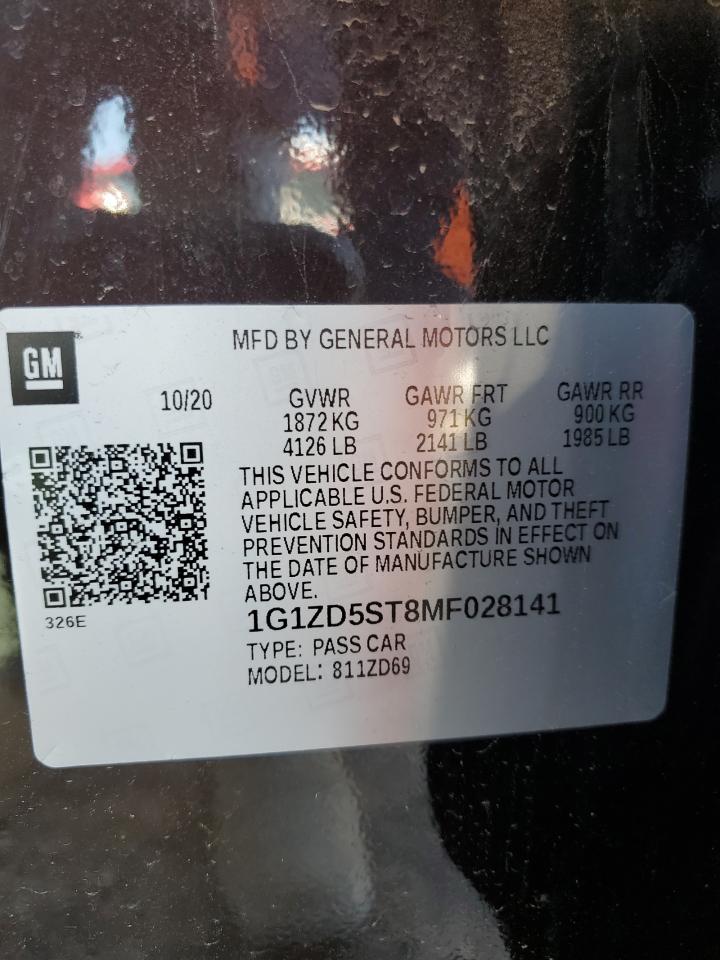 GM
MFD BY GENERAL MOTORS LLC
10/20 GVWR GAWR FRT GAWR RR
1872 KG 971 KG 900 KG
4126 LB 2141 LB 1985 LB
THIS VEHICLE CONFORMS TO ALL
APPLICABLE U.S. FEDERAL MOTOR
VEHICLE SAFETY, BUMPER, AND THEFT
PREVENTION STANDARDS IN EFFECT ON
THE DATE OF MANUFACTURE SHOWN
ABOVE.
326E
1G1ZD5ST8MF028141
TYPE: PASS CAR
MODEL: 811ZD69